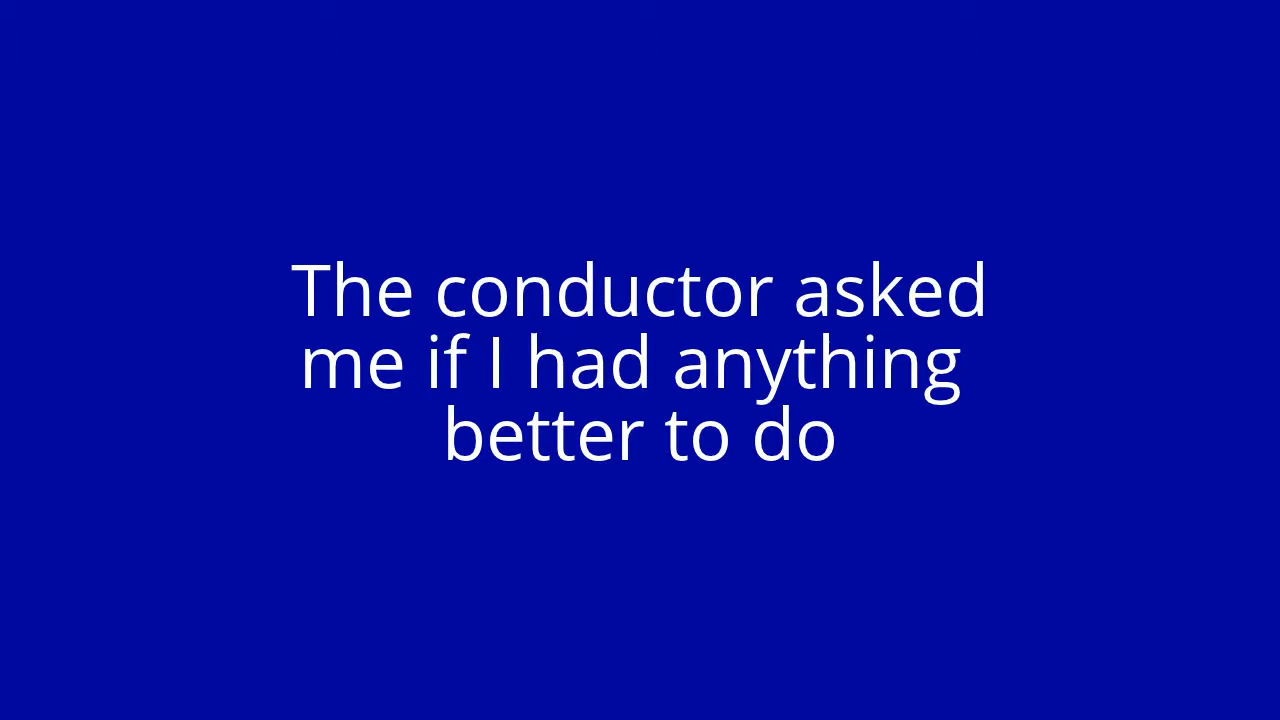 The conductor asked
me if I had anything
better to do